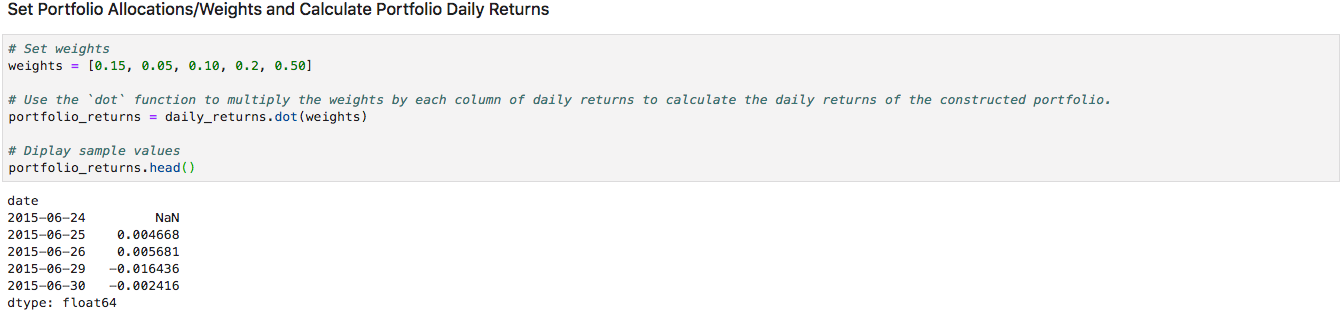 Set Portfolio Allocations/Weights and Calculate Portfolio Daily Returns
# Set weights
weights = [0.15, 0.05, 0.10, 0.2, 0.50]
# Use the `dot` function to multiply the weights by each column of daily returns to calculate the daily returns of the constructed portfolio.
portfolio_returns = daily_returns.dot(weights)
# Diplay sample values
portfolio_returns.head()
date
2015-06-24 NaN
2015-06-25 0.004668
2015-06-26 0.005681
2015-06-29 -0.016436
2015-06-30 -0.002416
dtype: float64